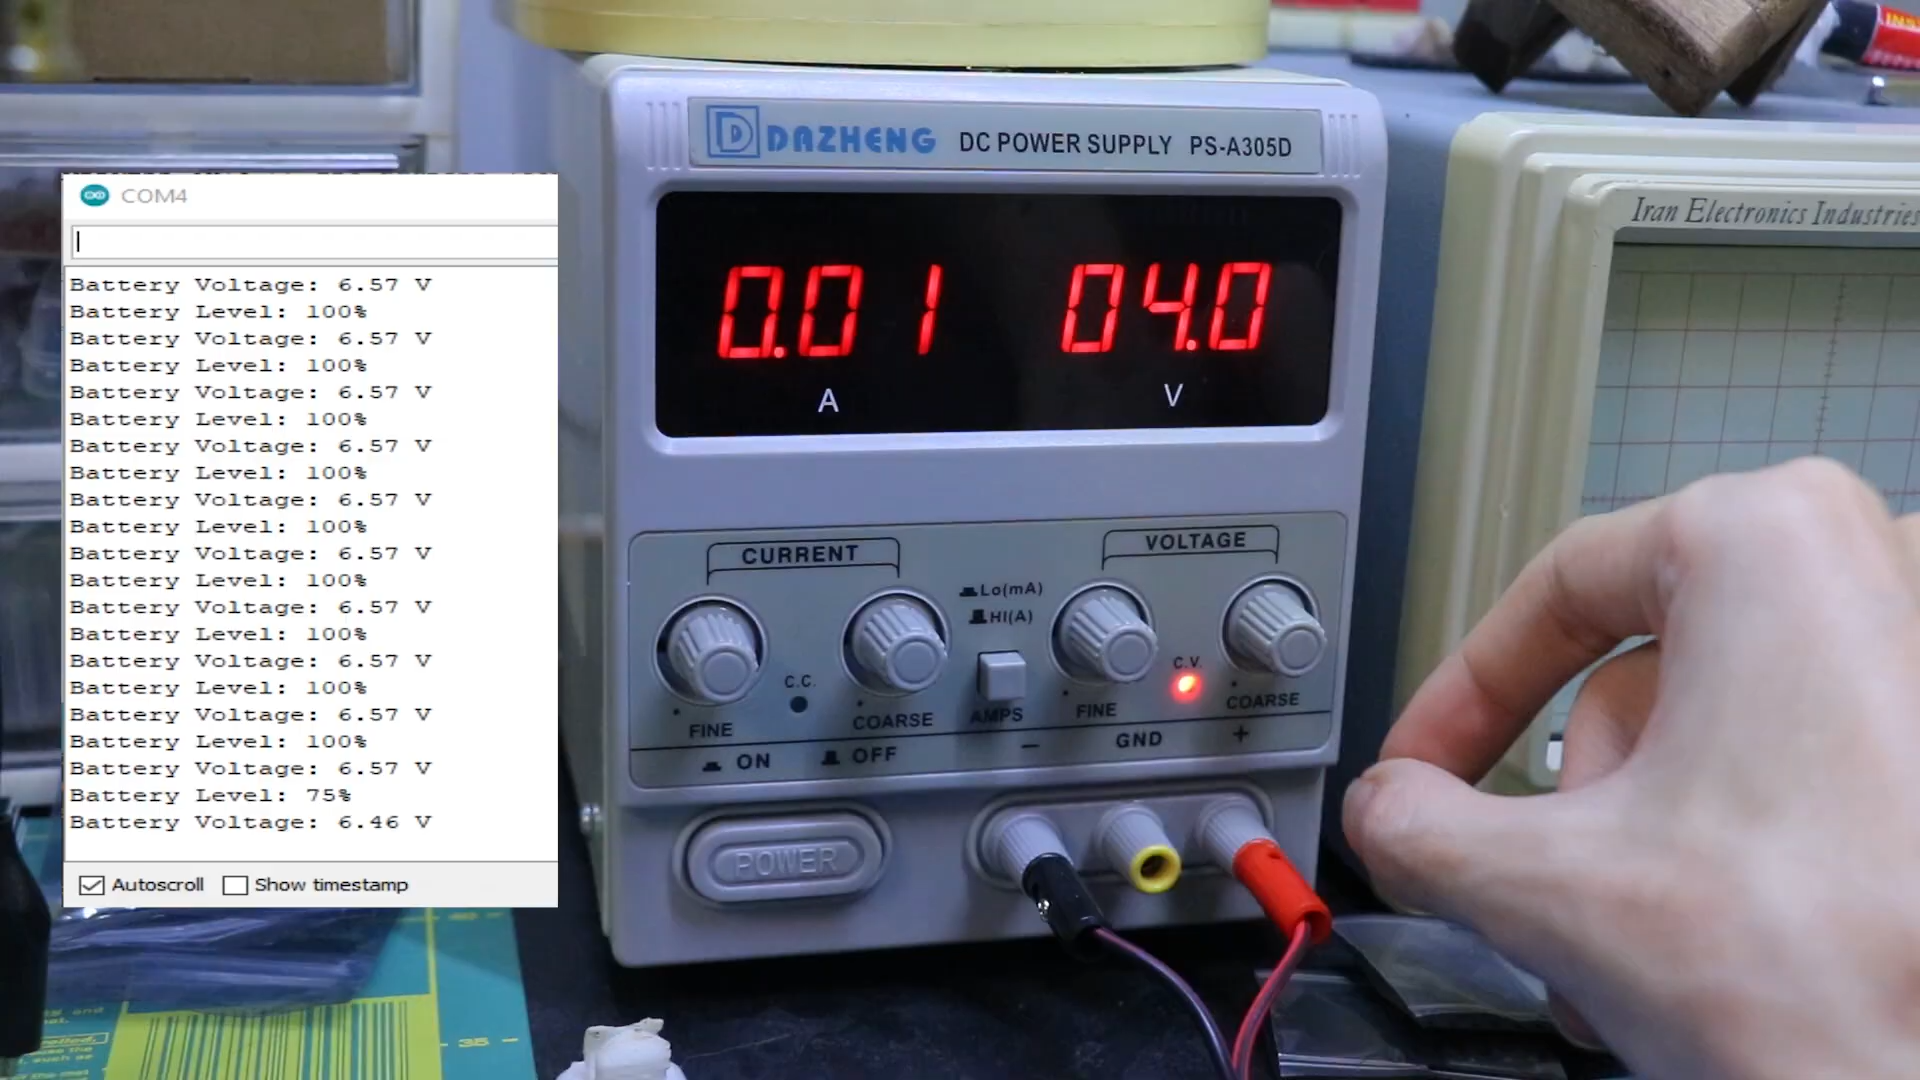 COM4
Battery Voltage: 6.57 V
Battery Level: 100%
Battery Voltage: 6.57 V
Battery Level: 100%
Battery Voltage: 6.57 V
Battery Level: 100%
Battery Voltage: 6.57 V
Battery Level: 100%
Battery Voltage: 6.57 V
Battery Level: 100%
Battery Voltage: 6.57 V
Battery Level: 100%
Battery Voltage: 6.57 V
Battery Level: 100%
Battery Voltage: 6.57 V
Battery Level: 100%
Battery Voltage: 6.57 V
Battery Level: 100%
Battery Voltage: 6.57 V
Battery Level: 75%
Battery Voltage: 6.46 V
Autoscroll Show timestamp
DAZHENG DC POWER SUPPLY PS-A305D
0.01 04.0
A V
CURRENT VOLTAGE
Lo(mA)
HI(A)
C.C. C.V.
FINE COARSE AMPS FINE COARSE
ON OFF − GND +
POWER
Iran Electronics Industries
35